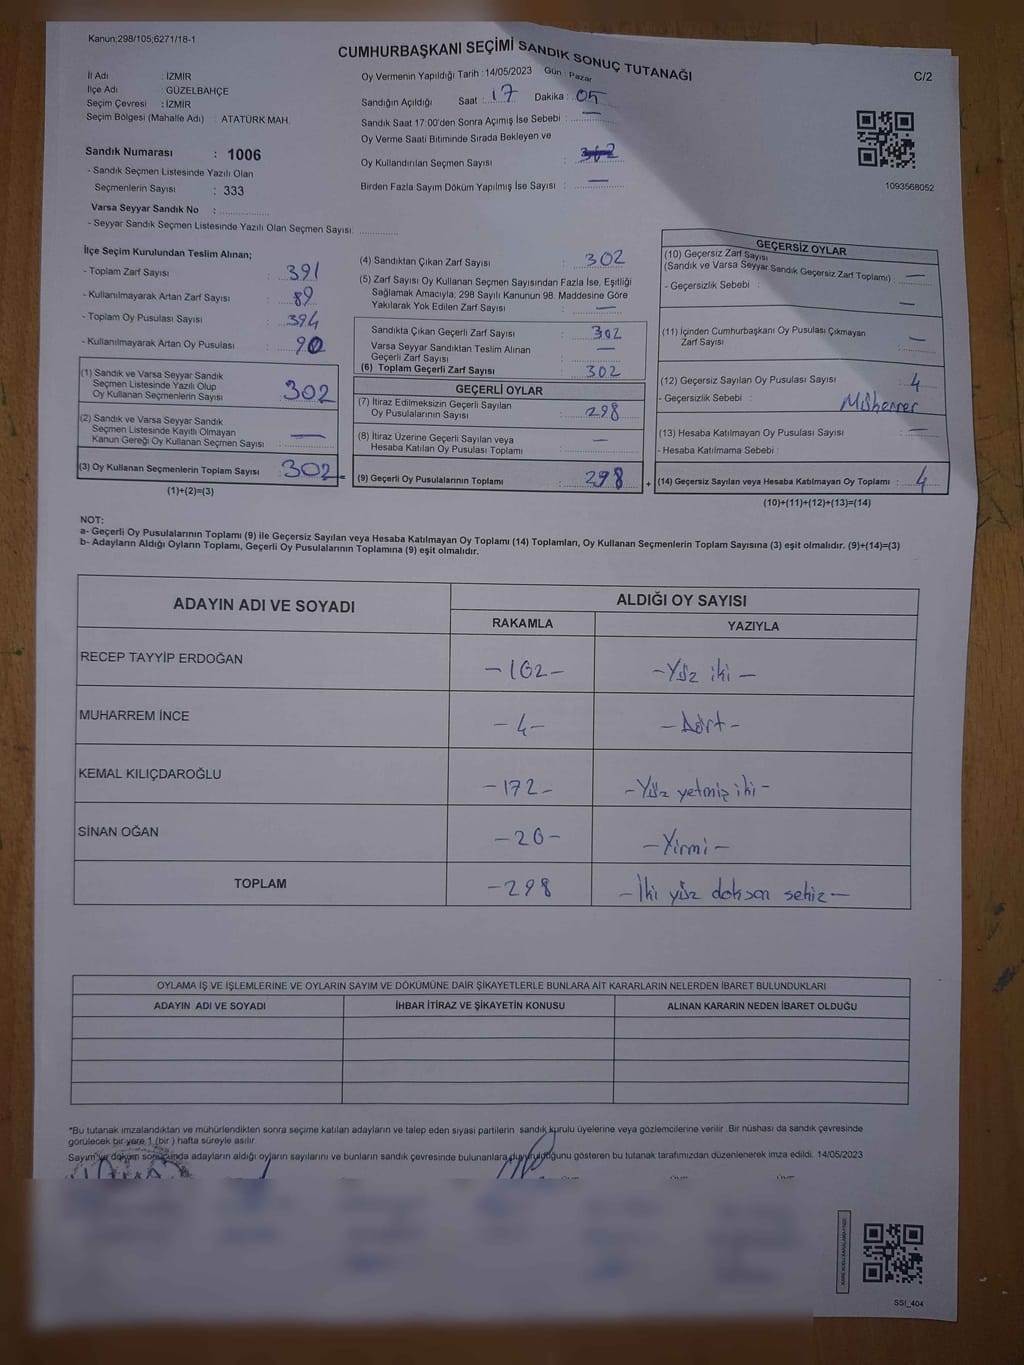 Kanun;298/105;6271/18-1
CUMHURBAŞKANI SEÇİMİ SANDIK SONUÇ TUTANAĞI
C/2
İl Adı : İZMİR
İlçe Adı : GÜZELBAHÇE
Seçim Çevresi : İZMİR
Seçim Bölgesi (Mahalle Adı) : ATATÜRK MAH.
Oy Vermenin Yapıldığı Tarih : 14/05/2023 Gün : Pazar
Sandığın Açıldığı Saat : 17 Dakika : 05
Sandık Saat 17:00'den Sonra Açımış İse Sebebi : —
Oy Verme Saati Bitiminde Sırada Bekleyen ve
Oy Kullandırılan Seçmen Sayısı :
Birden Fazla Sayım Döküm Yapılmış İse Sayısı : —
1093568052
Sandık Numarası : 1006
- Sandık Seçmen Listesinde Yazılı Olan
Seçmenlerin Sayısı : 333
Varsa Seyyar Sandık No :
- Seyyar Sandık Seçmen Listesinde Yazılı Olan Seçmen Sayısı:
İlçe Seçim Kurulundan Teslim Alınan;
- Toplam Zarf Sayısı : 391
- Kullanılmayarak Artan Zarf Sayısı : 89
- Toplam Oy Pusulası Sayısı : 394
- Kullanılmayarak Artan Oy Pusulası : 90
(1) Sandık ve Varsa Seyyar Sandık
Seçmen Listesinde Yazılı Olup
Oy Kullanan Seçmenlerin Sayısı : 302
(2) Sandık ve Varsa Seyyar Sandık
Seçmen Listesinde Kayıtlı Olmayan
Kanun Gereği Oy Kullanan Seçmen Sayısı : —
(3) Oy Kullanan Seçmenlerin Toplam Sayısı : 302 =
(1)+(2)=(3)
(4) Sandıktan Çıkan Zarf Sayısı : 302
(5) Zarf Sayısı Oy Kullanan Seçmen Sayısından Fazla İse, Eşitliği
Sağlamak Amacıyla; 298 Sayılı Kanunun 98. Maddesine Göre
Yakılarak Yok Edilen Zarf Sayısı : —
Sandıkta Çıkan Geçerli Zarf Sayısı : 302
Varsa Seyyar Sandıktan Teslim Alınan
Geçerli Zarf Sayısı : —
(6) Toplam Geçerli Zarf Sayısı : 302
GEÇERLİ OYLAR
(7) İtiraz Edilmeksizin Geçerli Sayılan
Oy Pusulalarının Sayısı : 298
(8) İtiraz Üzerine Geçerli Sayılan veya
Hesaba Katılan Oy Pusulası Toplamı : —
(9) Geçerli Oy Pusulalarının Toplamı : 298 +
GEÇERSİZ OYLAR
(10) Geçersiz Zarf Sayısı
(Sandık ve Varsa Seyyar Sandık Geçersiz Zarf Toplamı) : —
- Geçersizlik Sebebi : —
(11) İçinden Cumhurbaşkanı Oy Pusulası Çıkmayan
Zarf Sayısı : —
(12) Geçersiz Sayılan Oy Pusulası Sayısı : 4
- Geçersizlik Sebebi :
(13) Hesaba Katılmayan Oy Pusulası Sayısı : —
- Hesaba Katılmama Sebebi :
(14) Geçersiz Sayılan veya Hesaba Katılmayan Oy Toplamı : 4
(10)+(11)+(12)+(13)=(14)
NOT:
a- Geçerli Oy Pusulalarının Toplamı (9) ile Geçersiz Sayılan veya Hesaba Katılmayan Oy Toplamı (14) Toplamları, Oy Kullanan Seçmenlerin Toplam Sayısına (3) eşit olmalıdır. (9)+(14)=(3)
b- Adayların Aldığı Oyların Toplamı, Geçerli Oy Pusulalarının Toplamına (9) eşit olmalıdır.
ADAYIN ADI VE SOYADI
ALDIĞI OY SAYISI
RAKAMLA YAZIYLA
RECEP TAYYİP ERDOĞAN -102- -Yüz iki-
MUHARREM İNCE -4- -Dört-
KEMAL KILIÇDAROĞLU -172- -Yüz yetmiş iki-
SİNAN OĞAN -20- -Yirmi-
TOPLAM -298 -İki yüz doksan sekiz-
OYLAMA İŞ VE İŞLEMLERİNE VE OYLARIN SAYIM VE DÖKÜMÜNE DAİR ŞİKAYETLERLE BUNLARA AİT KARARLARIN NELERDEN İBARET BULUNDUKLARI
ADAYIN ADI VE SOYADI İHBAR İTİRAZ VE ŞİKAYETİN KONUSU ALINAN KARARIN NEDEN İBARET OLDUĞU
*Bu tutanak imzalandıktan ve mühürlendikten sonra seçime katılan adayların ve talep eden siyasi partilerin sandık kurulu üyelerine veya gözlemcilerine verilir. Bir nüshası da sandık çevresinde
görülecek bir yere 1 (bir ) hafta süreyle asılır.
Sayım ve döküm sonucunda adayların aldığı oyların sayılarını ve bunların sandık çevresinde bulunanlara duyurulduğunu gösteren bu tutanak tarafımızdan düzenlenerek imza edildi. 14/05/2023
SSİ_404